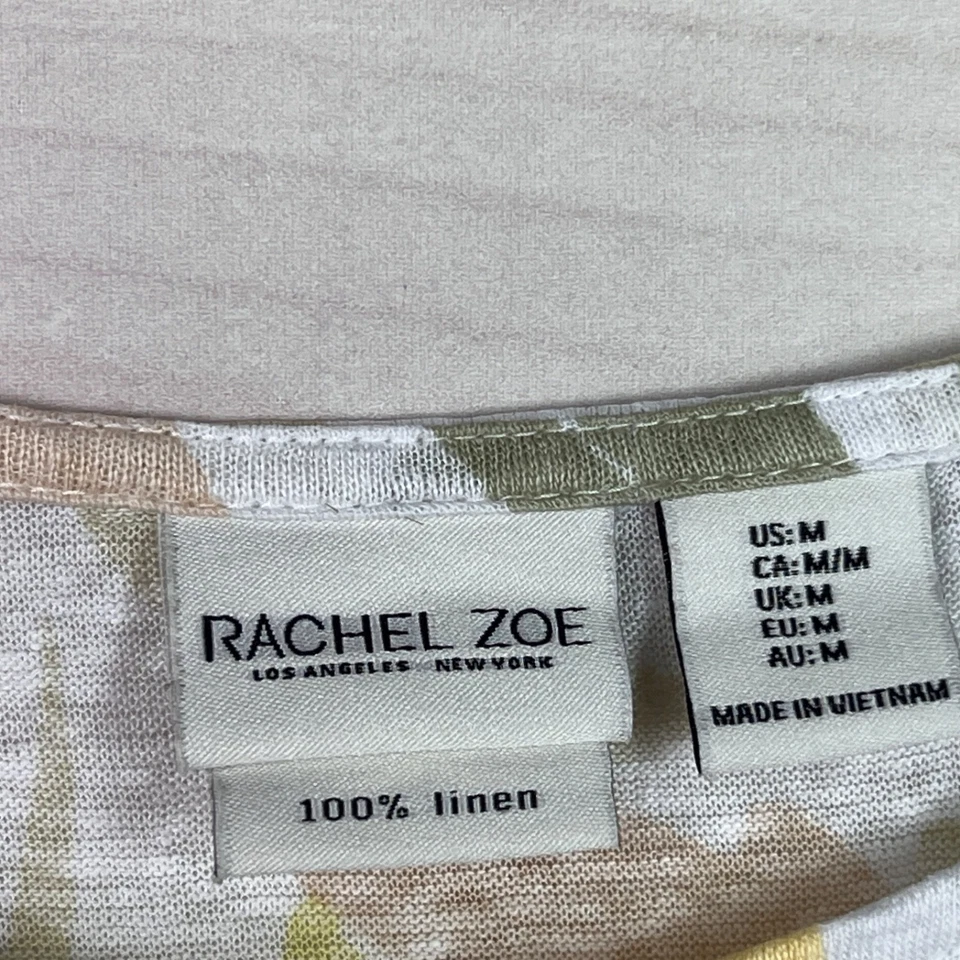 RACHEL ZOE
LOS ANGELES NEW YORK
100% linen
US: M
CA: M/M
UK: M
EU: M
AU: M
MADE IN VIETNAM